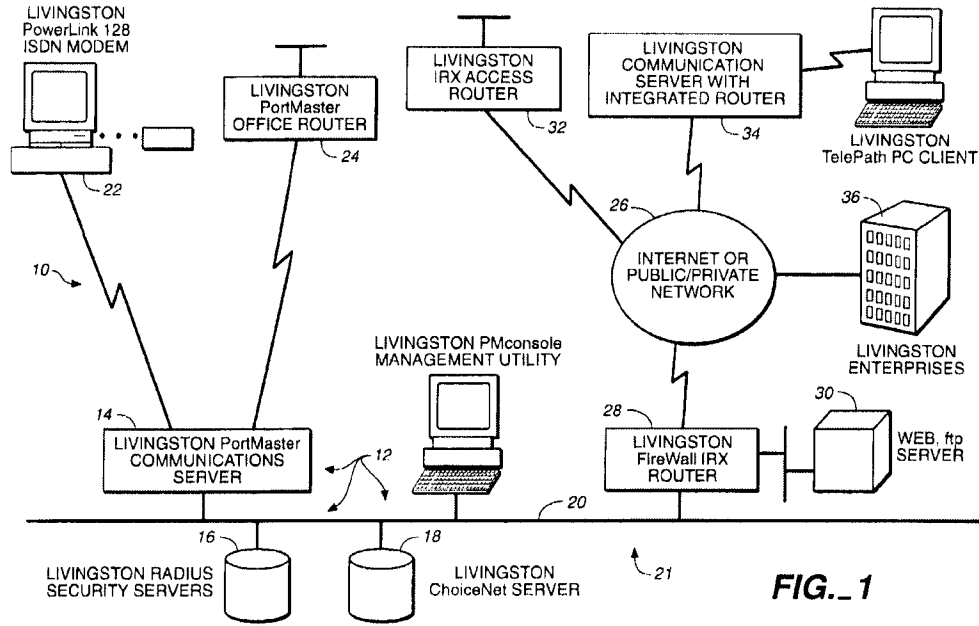 LIVINGSTON
PowerLink 128
ISDN MODEM
22
LIVINGSTON
PortMaster
OFFICE ROUTER
24
LIVINGSTON
IRX ACCESS
ROUTER
32
LIVINGSTON
COMMUNICATION
SERVER WITH
INTEGRATED ROUTER
34
LIVINGSTON
TelePath PC CLIENT
10
26
INTERNET OR
PUBLIC/PRIVATE
NETWORK
36
LIVINGSTON
ENTERPRISES
LIVINGSTON PMconsole
MANAGEMENT UTILITY
14
LIVINGSTON PortMaster
COMMUNICATIONS
SERVER
12
28
LIVINGSTON
FireWall IRX
ROUTER
30
WEB, ftp
SERVER
20
16
LIVINGSTON RADIUS
SECURITY SERVERS
18
LIVINGSTON
ChoiceNet SERVER
21
FIG._1